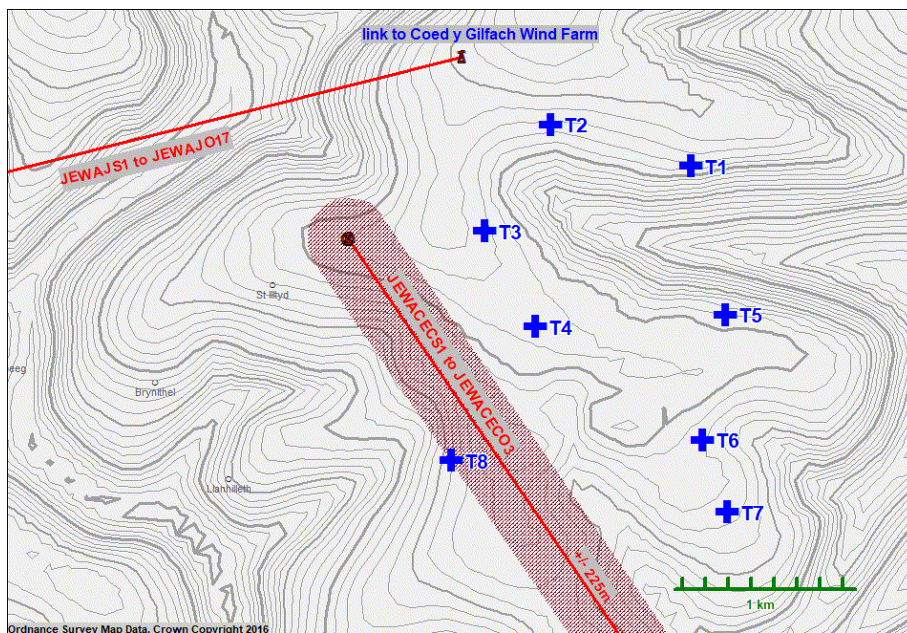 link to Coed y Gilfach Wind Farm
T2
JEWAJS1 to JEWAJO17
T1
T3
St Illtyd
JEWACECS1 to JEWACECO3
T5
T4
peeg
Brynithel
T6
T8
Llanhilleth
T7
+/- 225m
1 km
Ordnance Survey Map Data, Crown Copyright 2016